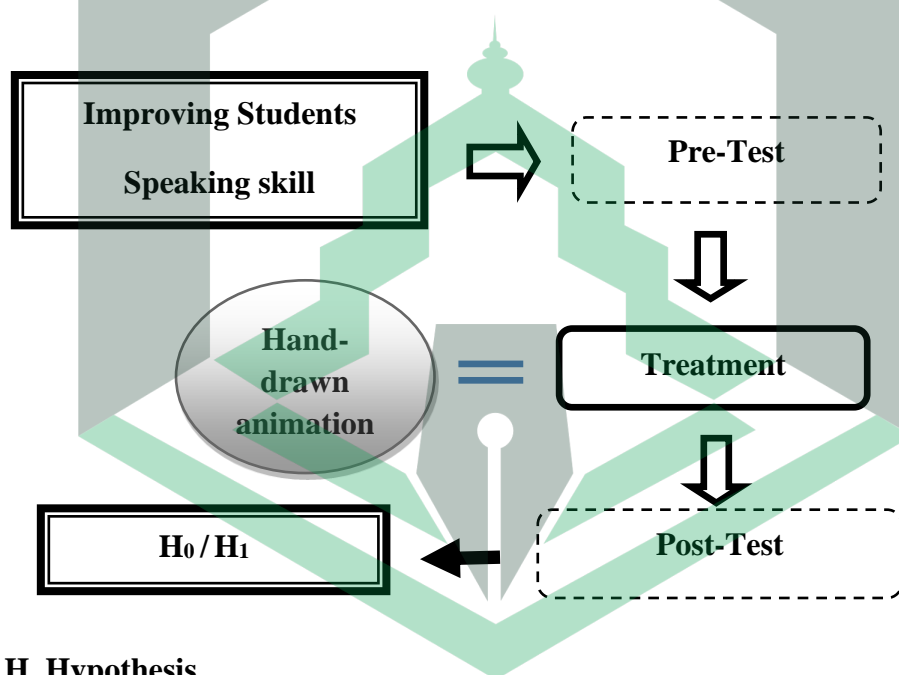 Improving Students
Speaking skill
Pre-Test
Hand-
drawn
animation
=
Treatment
H₀ / H₁
Post-Test
H Hypothesis